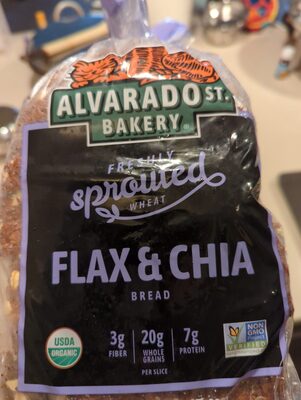 ALVARADO ST.
BAKERY
FRESHLY
sprouted
WHEAT
FLAX & CHIA
BREAD
USDA
ORGANIC
3g
FIBER
20g
WHOLE
GRAINS
7g
PROTEIN
PER SLICE
NON
GMO
Project
VERIFIED